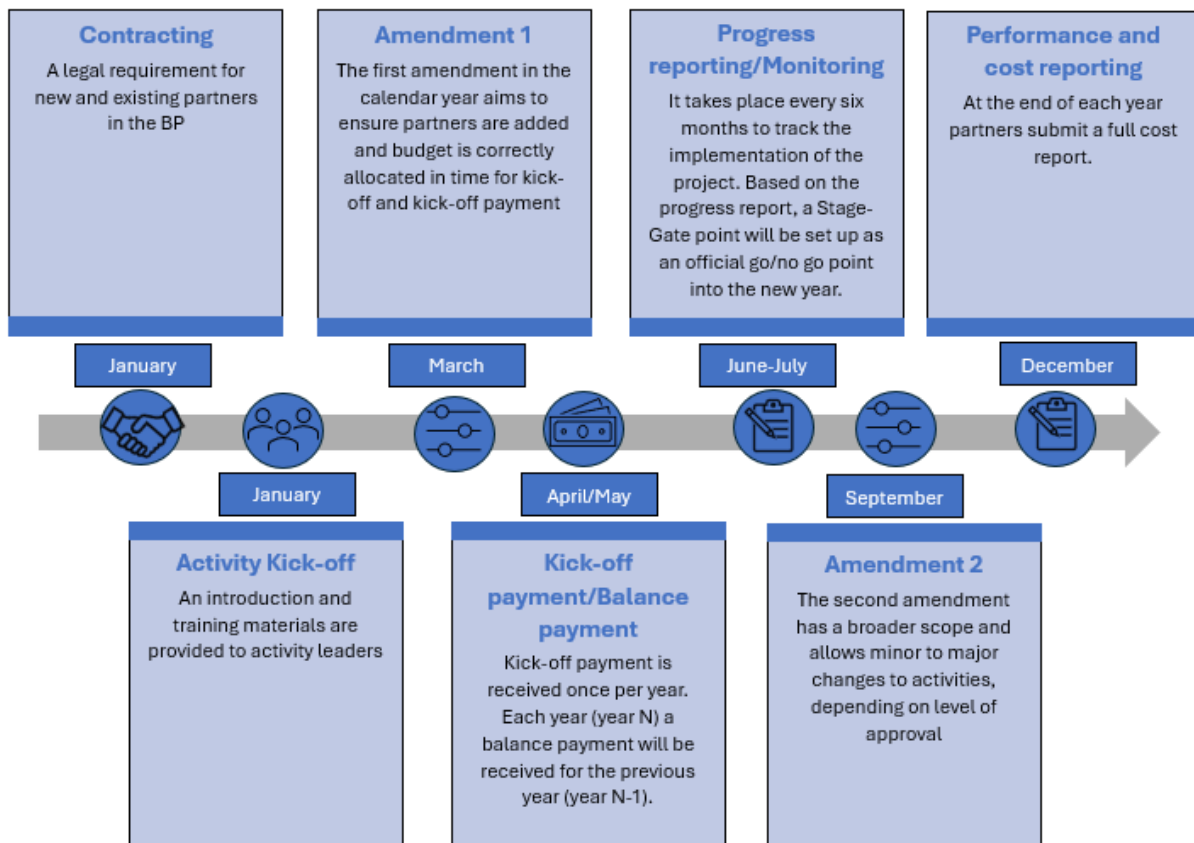 Contracting
A legal requirement for
new and existing partners
in the BP
Amendment 1
The first amendment in the
calendar year aims to
ensure partners are added
and budget is correctly
allocated in time for kick-
off and kick-off payment
Progress
reporting/Monitoring
It takes place every six
months to track the
implementation of the
project. Based on the
progress report, a Stage-
Gate point will be set up as
an official go/no go point
into the new year.
Performance and
cost reporting
At the end of each year
partners submit a full cost
report.
January
March
June-July
December
January
April/May
September
Activity Kick-off
An introduction and
training materials are
provided to activity leaders
Kick-off
payment/Balance
payment
Kick-off payment is
received once per year.
Each year (year N) a
balance payment will be
received for the previous
year (year N-1).
Amendment 2
The second amendment
has a broader scope and
allows minor to major
changes to activities,
depending on level of
approval